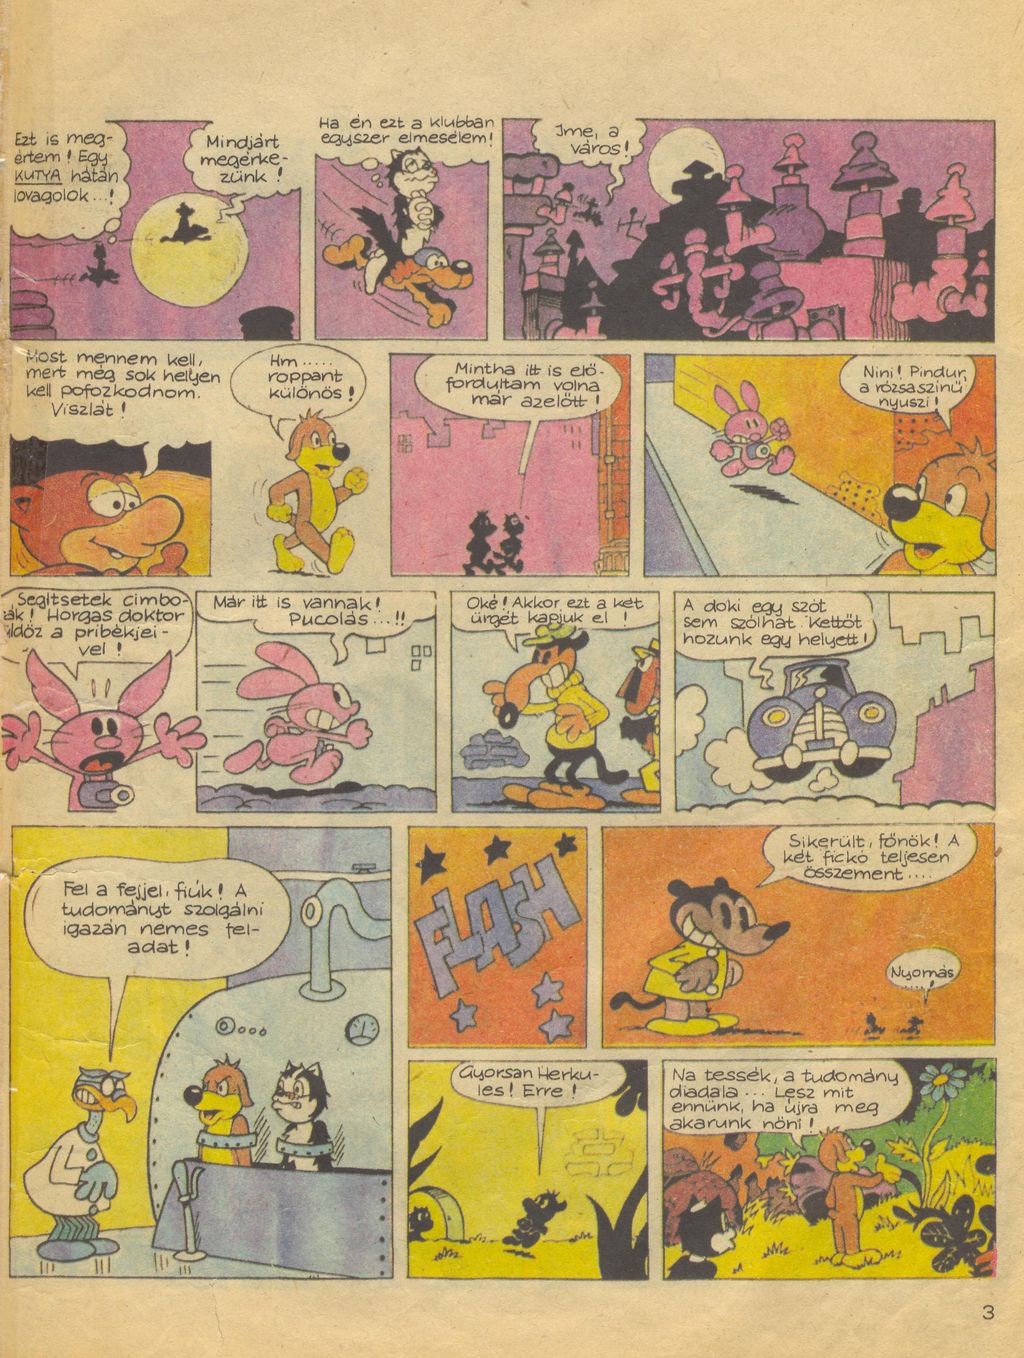 Ezt is meg-
értem! Egy
KUTYA hátán
lovagolok...!
Mindjárt
megérke-
zünk!
Ha én ezt a klubban
egyszer elmesélem!
Ime, a
város!
Most mennem kell,
mert még sok helyen
kell pofozkodnom.
Viszlát!
Hm.....
roppant
különös!
Mintha itt is elő-
fordultam volna
már azelőtt!
Nini! Pindur,
a rózsaszínű
nyuszi!
Segítsetek cimbo-
rák! Horgas doktor
üldöz a pribékjei-
vel!
Már itt is vannak!
Pucolás...!!
Oké! Akkor ezt a két
ürgét kapjuk el!
A doki egy szót
sem szólhat. Kettőt
hozunk egy helyett!
Fel a fejjel, fiúk! A
tudományt szolgálni
igazán nemes fel-
adat!
FLASH
Sikerült, főnök! A
két fickó teljesen
összement....
Nyomás
....!
Gyorsan Herku-
les! Erre!
Na tessék, a tudomány
diadala... Lesz mit
ennünk, ha újra meg
akarunk nőni!
3